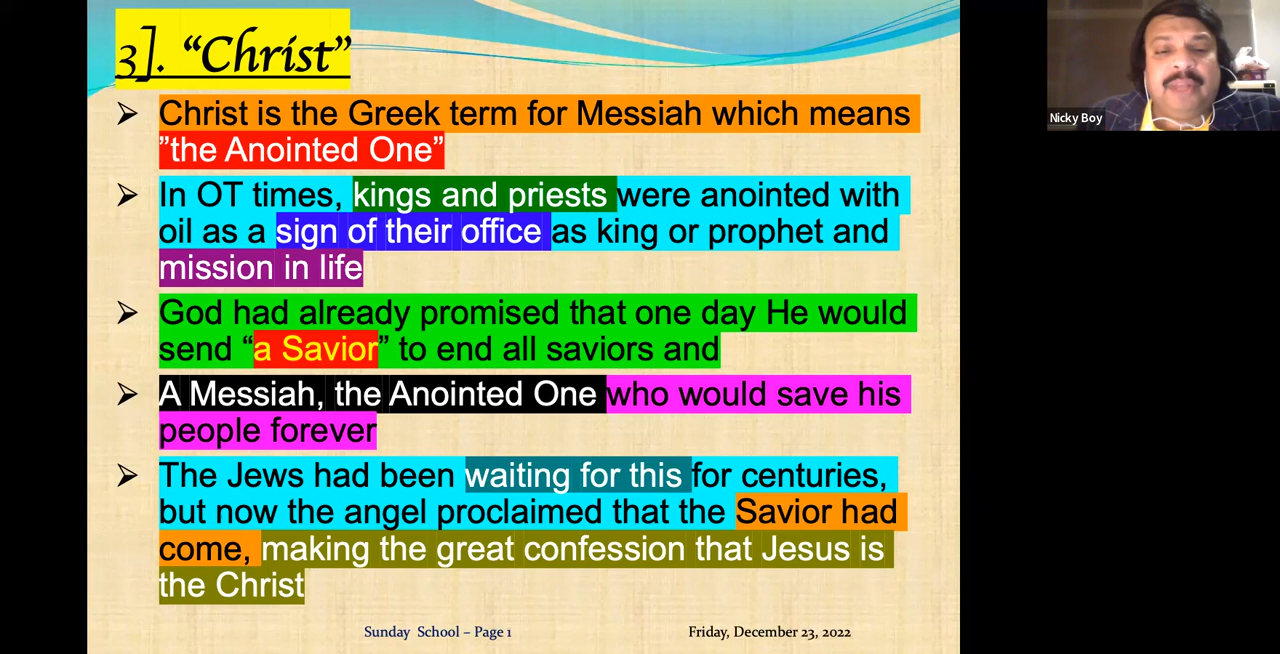 3]. “Christ”
Nicky Boy
➢ Christ is the Greek term for Messiah which means
”the Anointed One”
➢ In OT times, kings and priests were anointed with
oil as a sign of their office as king or prophet and
mission in life
➢ God had already promised that one day He would
send “a Savior” to end all saviors and
➢ A Messiah, the Anointed One who would save his
people forever
➢ The Jews had been waiting for this for centuries,
but now the angel proclaimed that the Savior had
come, making the great confession that Jesus is
the Christ
Sunday School – Page 1
Friday, December 23, 2022